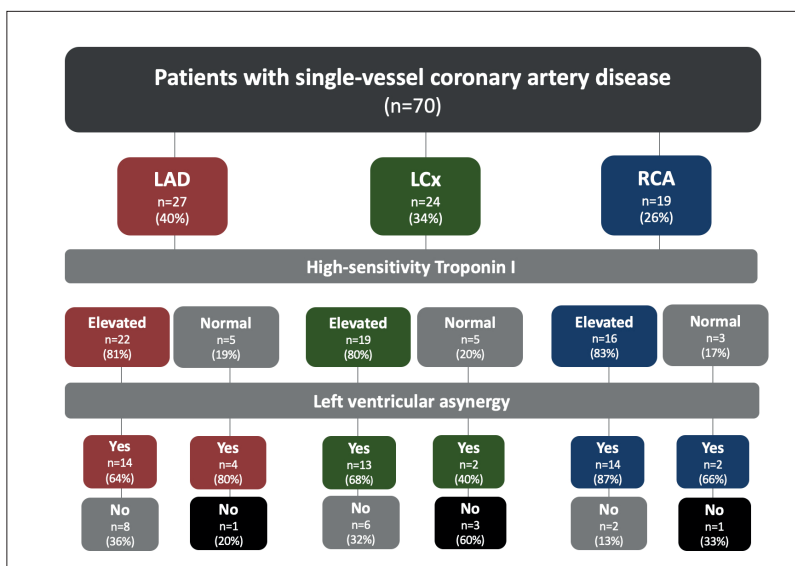 Patients with single-vessel coronary artery disease
(n=70)
LAD
n=27
(40%)
LCx
n=24
(34%)
RCA
n=19
(26%)
High-sensitivity Troponin I
Elevated
n=22
(81%)
Normal
n=5
(19%)
Elevated
n=19
(80%)
Normal
n=5
(20%)
Elevated
n=16
(83%)
Normal
n=3
(17%)
Left ventricular asynergy
Yes
n=14
(64%)
Yes
n=4
(80%)
Yes
n=13
(68%)
Yes
n=2
(40%)
Yes
n=14
(87%)
Yes
n=2
(66%)
No
n=8
(36%)
No
n=1
(20%)
No
n=6
(32%)
No
n=3
(60%)
No
n=2
(13%)
No
n=1
(33%)